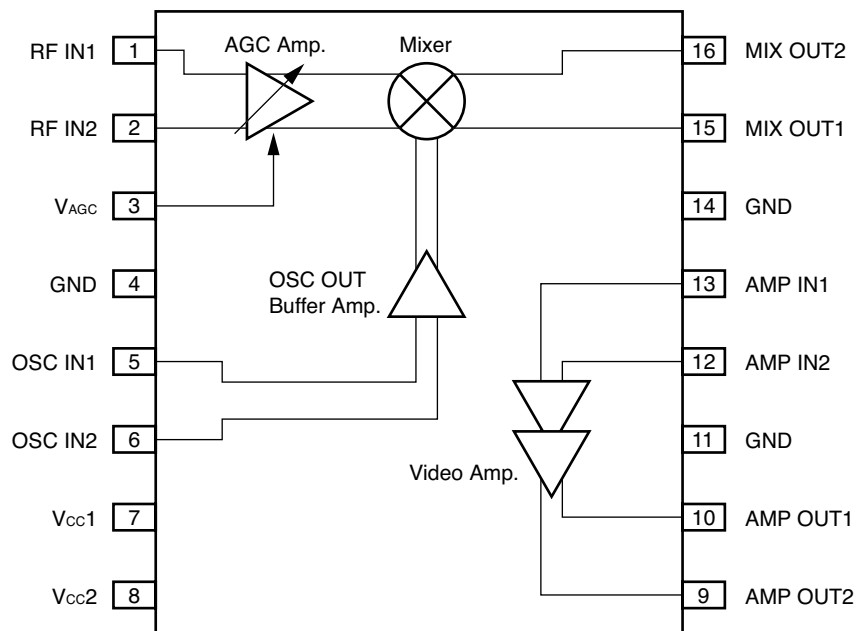 AGC Amp.
Mixer
RF IN1 1
RF IN2 2
VAGC 3
GND 4
OSC IN1 5
OSC IN2 6
VCC1 7
VCC2 8
OSC OUT
Buffer Amp.
Video Amp.
16 MIX OUT2
15 MIX OUT1
14 GND
13 AMP IN1
12 AMP IN2
11 GND
10 AMP OUT1
9 AMP OUT2